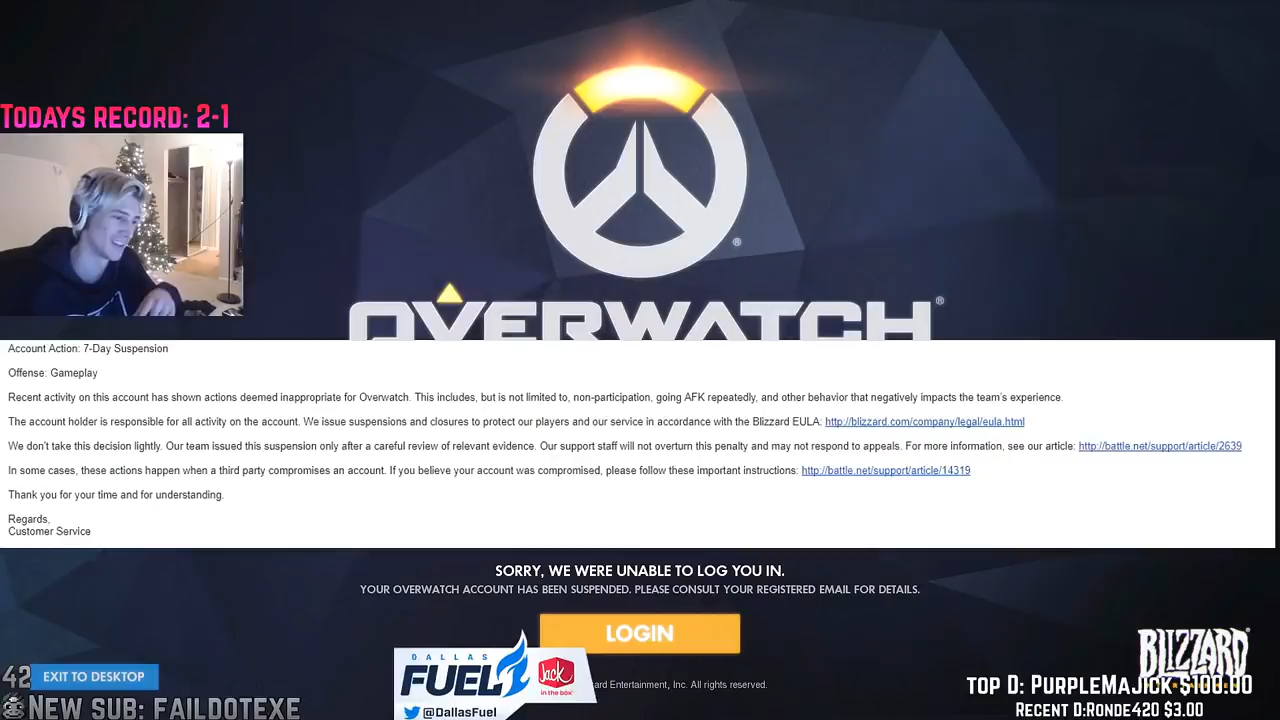 TODAYS RECORD: 2-1
OVERWATCH
Account Action: 7-Day Suspension
Offense: Gameplay
Recent activity on this account has shown actions deemed inappropriate for Overwatch. This includes, but is not limited to, non-participation, going AFK repeatedly, and other behavior that negatively impacts the team's experience.
The account holder is responsible for all activity on the account. We issue suspensions and closures to protect our players and our service in accordance with the Blizzard EULA: http://blizzard.com/company/legal/eula.html
We don't take this decision lightly. Our team issued this suspension only after a careful review of relevant evidence. Our support staff will not overturn this penalty and may not respond to appeals. For more information, see our article: http://battle.net/support/article/2639
In some cases, these actions happen when a third party compromises an account. If you believe your account was compromised, please follow these important instructions: http://battle.net/support/article/14319
Thank you for your time and for understanding.
Regards,
Customer Service
SORRY, WE WERE UNABLE TO LOG YOU IN.
YOUR OVERWATCH ACCOUNT HAS BEEN SUSPENDED. PLEASE CONSULT YOUR REGISTERED EMAIL FOR DETAILS.
LOGIN
BLIZZARD
DALLAS
FUEL
Jack in the box
@DallasFuel
Entertainment, Inc. All rights reserved.
42
EXIT TO DESKTOP
NEW SUB: FAILDOTEXE
TOP D: PURPLEMAJICK $100.00
RECENT D:RONDE420 $3.00